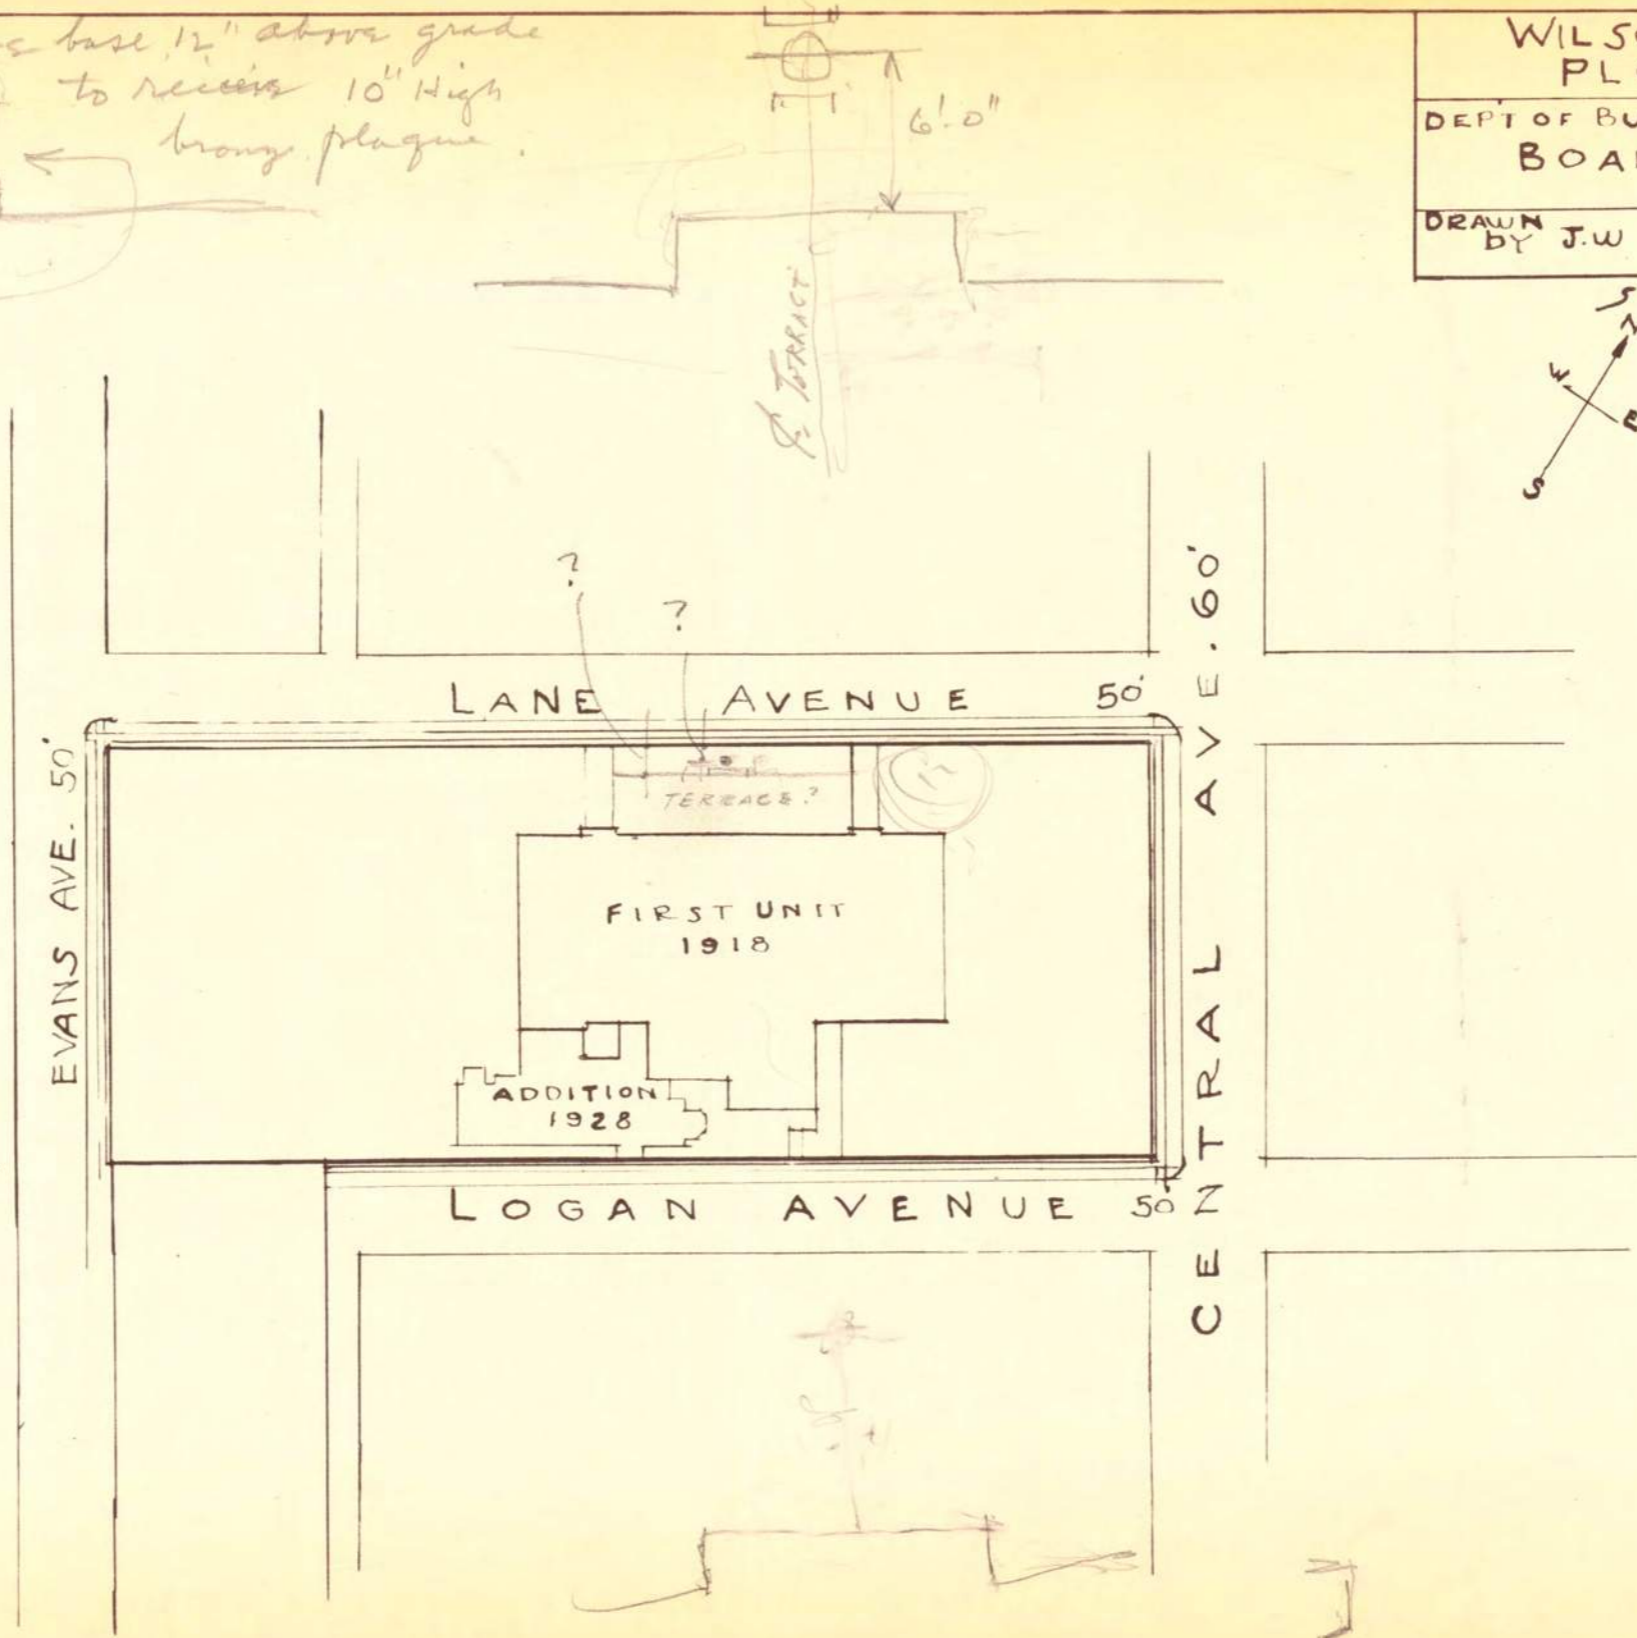 base 12" above grade
to receive 10" High
bronze plaque.
6'-0"
WILS
PL
DEP'T OF BU
BOA
DRAWN
BY J.W
N
W
E
S
℄ TERRACE
?
?
LANE AVENUE 50'
CENTRAL AVE. 60'
EVANS AVE. 50'
TERRACE?
FIRST UNIT
1918
ADDITION
1928
LOGAN AVENUE 50'